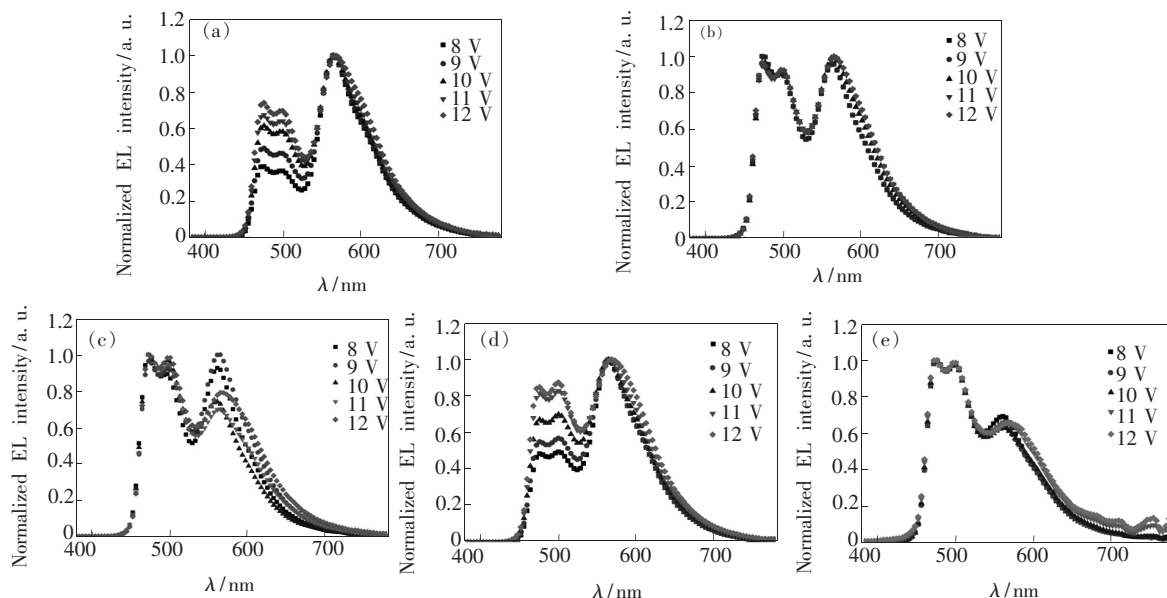 (a)
1.2
1.0
0.8
0.6
0.4
0.2
0
Normalized EL intensity/a. u.
8 V
9 V
10 V
11 V
12 V
400 500 600 700
λ/nm
(b)
1.2
1.0
0.8
0.6
0.4
0.2
0
Normalized EL intensity/a. u.
8 V
9 V
10 V
11 V
12 V
400 500 600 700
λ/nm
(c)
1.2
1.0
0.8
0.6
0.4
0.2
0
Normalized EL intensity/a. u.
8 V
9 V
10 V
11 V
12 V
400 500 600 700
λ/nm
(d)
1.2
1.0
0.8
0.6
0.4
0.2
0
Normalized EL intensity/a. u.
8 V
9 V
10 V
11 V
12 V
400 500 600 700
λ/nm
(e)
1.2
1.0
0.8
0.6
0.4
0.2
0
Normalized EL intensity/a. u.
8 V
9 V
10 V
11 V
12 V
400 500 600 700
λ/nm